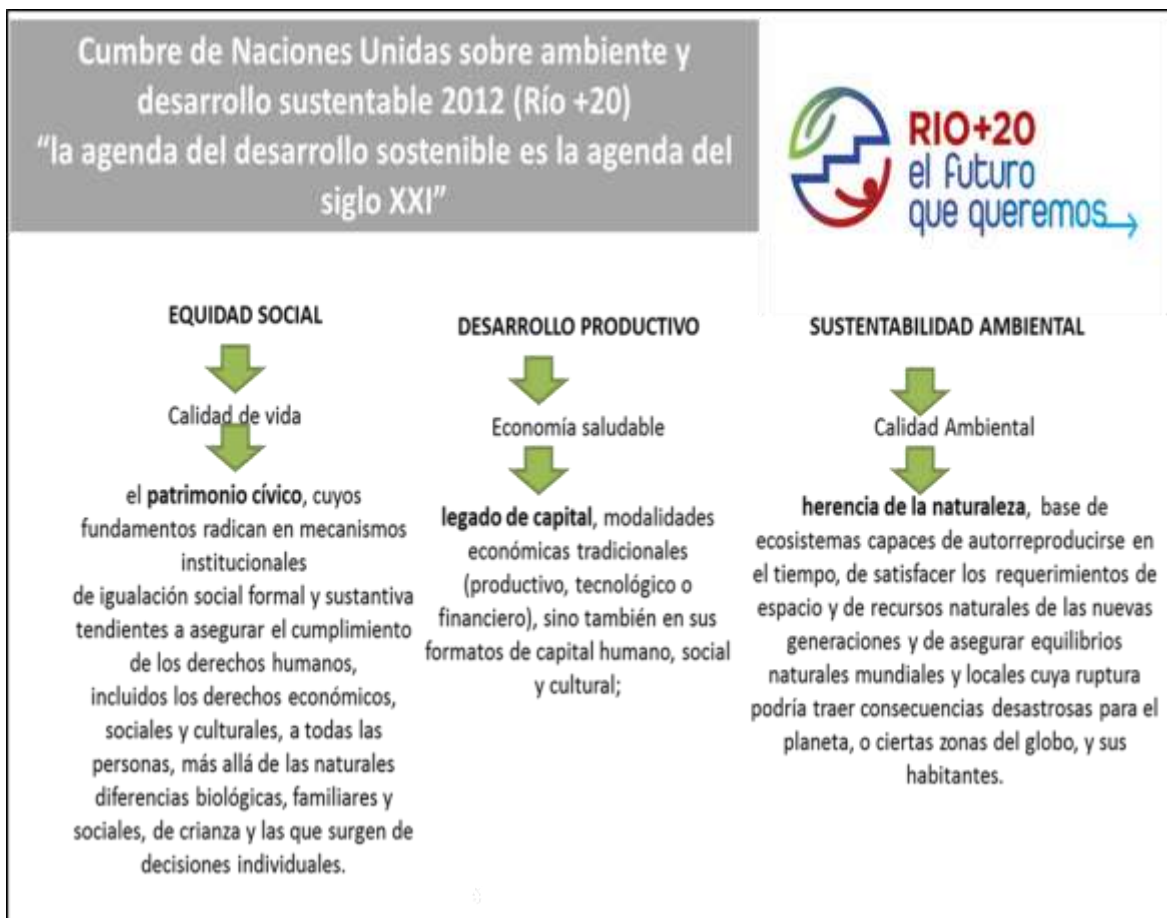 Cumbre de Naciones Unidas sobre ambiente y
desarrollo sustentable 2012 (Río +20)
“la agenda del desarrollo sostenible es la agenda del
siglo XXI”
RIO+20
el futuro
que queremos
EQUIDAD SOCIAL
Calidad de vida
el patrimonio cívico, cuyos
fundamentos radican en mecanismos
institucionales
de igualación social formal y sustantiva
tendientes a asegurar el cumplimiento
de los derechos humanos,
incluidos los derechos económicos,
sociales y culturales, a todas las
personas, más allá de las naturales
diferencias biológicas, familiares y
sociales, de crianza y las que surgen de
decisiones individuales.
DESARROLLO PRODUCTIVO
Economía saludable
legado de capital, modalidades
económicas tradicionales
(productivo, tecnológico o
financiero), sino también en sus
formatos de capital humano, social
y cultural;
SUSTENTABILIDAD AMBIENTAL
Calidad Ambiental
herencia de la naturaleza, base de
ecosistemas capaces de autorreproducirse en
el tiempo, de satisfacer los requerimientos de
espacio y de recursos naturales de las nuevas
generaciones y de asegurar equilibrios
naturales mundiales y locales cuya ruptura
podría traer consecuencias desastrosas para el
planeta, o ciertas zonas del globo, y sus
habitantes.